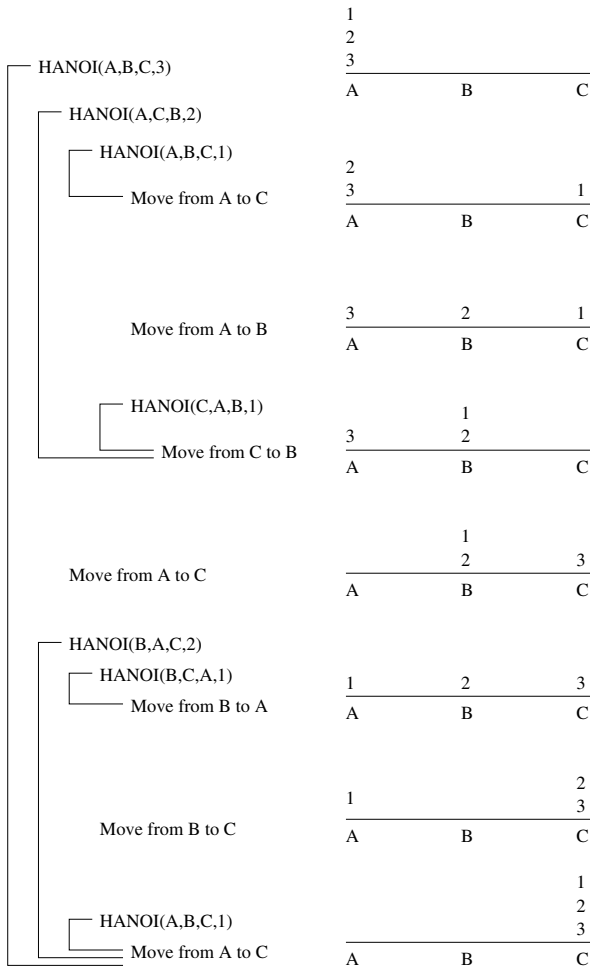 1
2
HANOI(A,B,C,3) 3
A B C
HANOI(A,C,B,2)
HANOI(A,B,C,1)
2
Move from A to C 3 1
A B C
3 2 1
Move from A to B
A B C
HANOI(C,A,B,1)
1
3 2
Move from C to B
A B C
1
2 3
Move from A to C
A B C
HANOI(B,A,C,2)
HANOI(B,C,A,1)
1 2 3
Move from B to A
A B C
2
1
3
Move from B to C
A B C
1
2
HANOI(A,B,C,1) 3
Move from A to C
A B C